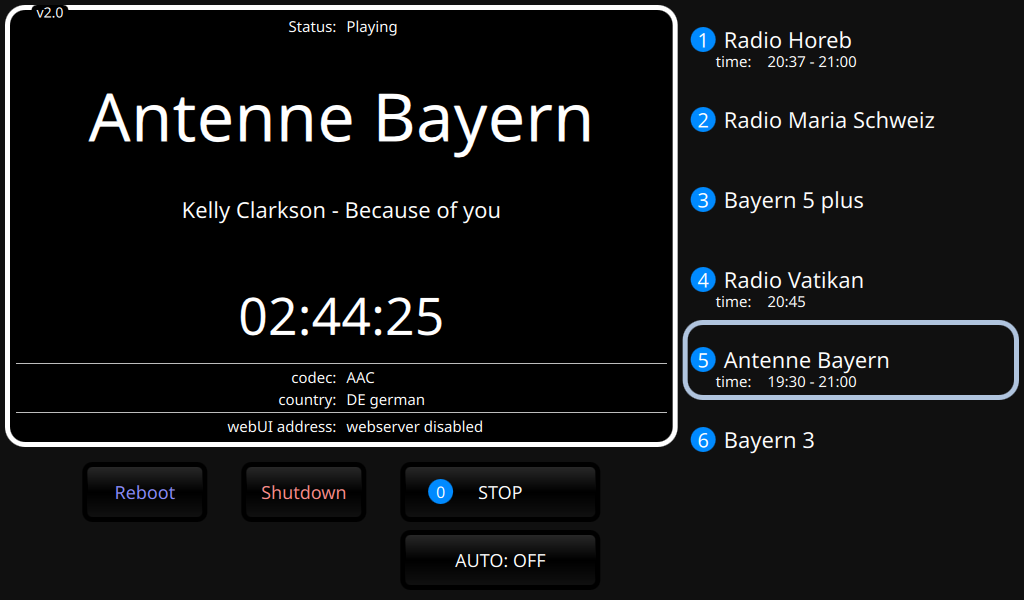 v2.0
Status: Playing
Antenne Bayern
Kelly Clarkson - Because of you
02:44:25
codec: AAC
country: DE german
webUI address: webserver disabled
Reboot
Shutdown
0 STOP
AUTO: OFF
1 Radio Horeb
time: 20:37 - 21:00
2 Radio Maria Schweiz
3 Bayern 5 plus
4 Radio Vatikan
time: 20:45
5 Antenne Bayern
time: 19:30 - 21:00
6 Bayern 3